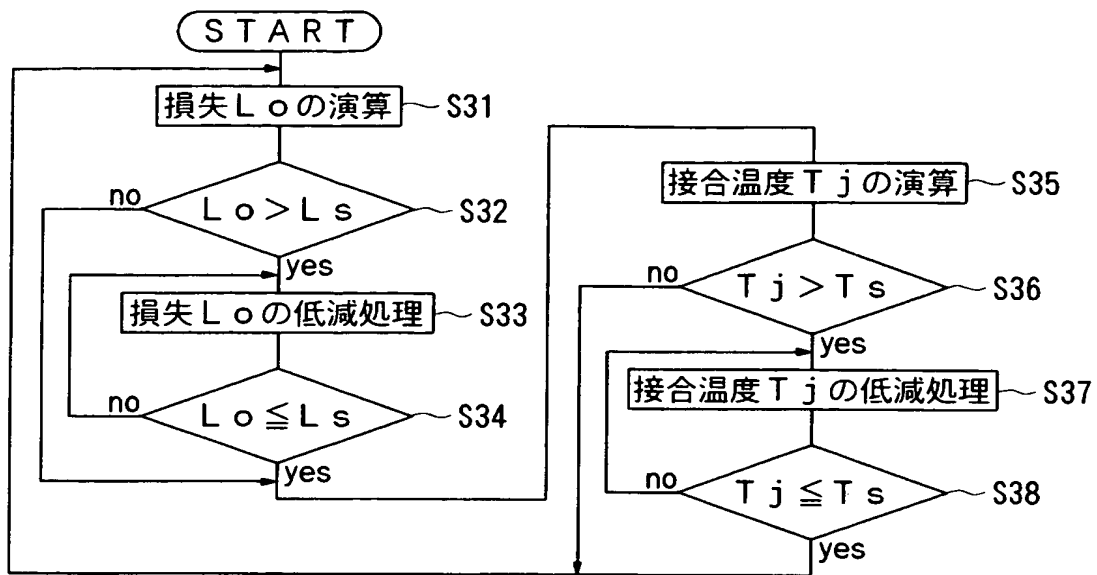 START
損失Loの演算 S31
no Lo>Ls S32
yes
損失Loの低減処理 S33
no Lo≦Ls S34
yes
接合温度Tjの演算 S35
no Tj>Ts S36
yes
接合温度Tjの低減処理 S37
no Tj≦Ts S38
yes